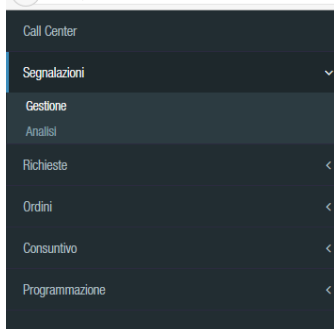 Call Center
Segnalazioni
Gestione
Analisi
Richieste
Ordini
Consuntivo
Programmazione